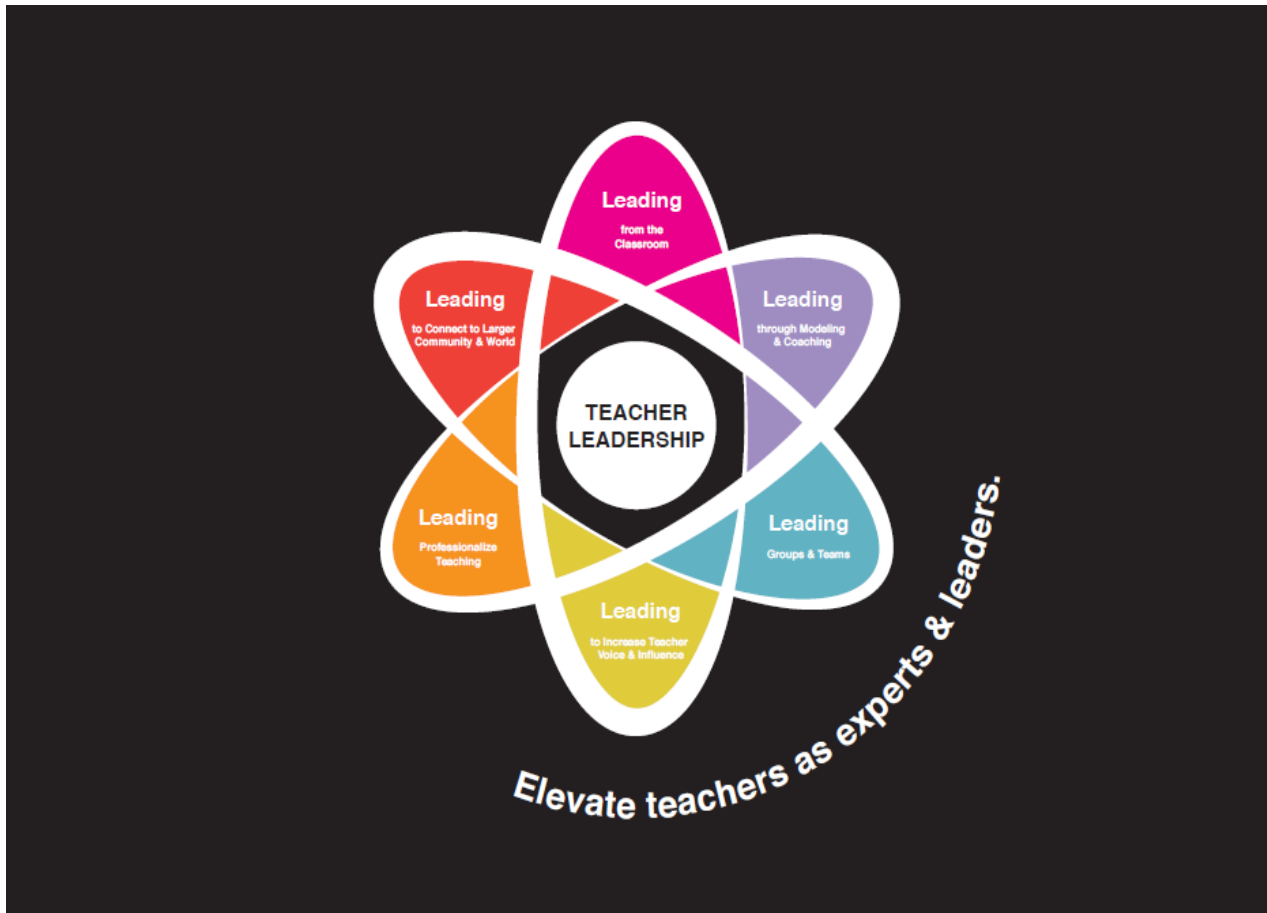 Leading
from the
Classroom
Leading
to Connect to Larger
Community & World
Leading
through Modeling
& Coaching
TEACHER
LEADERSHIP
Leading
Professionalize
Teaching
Leading
Groups & Teams
Leading
to Increase Teacher
Voice & Influence
Elevate teachers as experts & leaders.